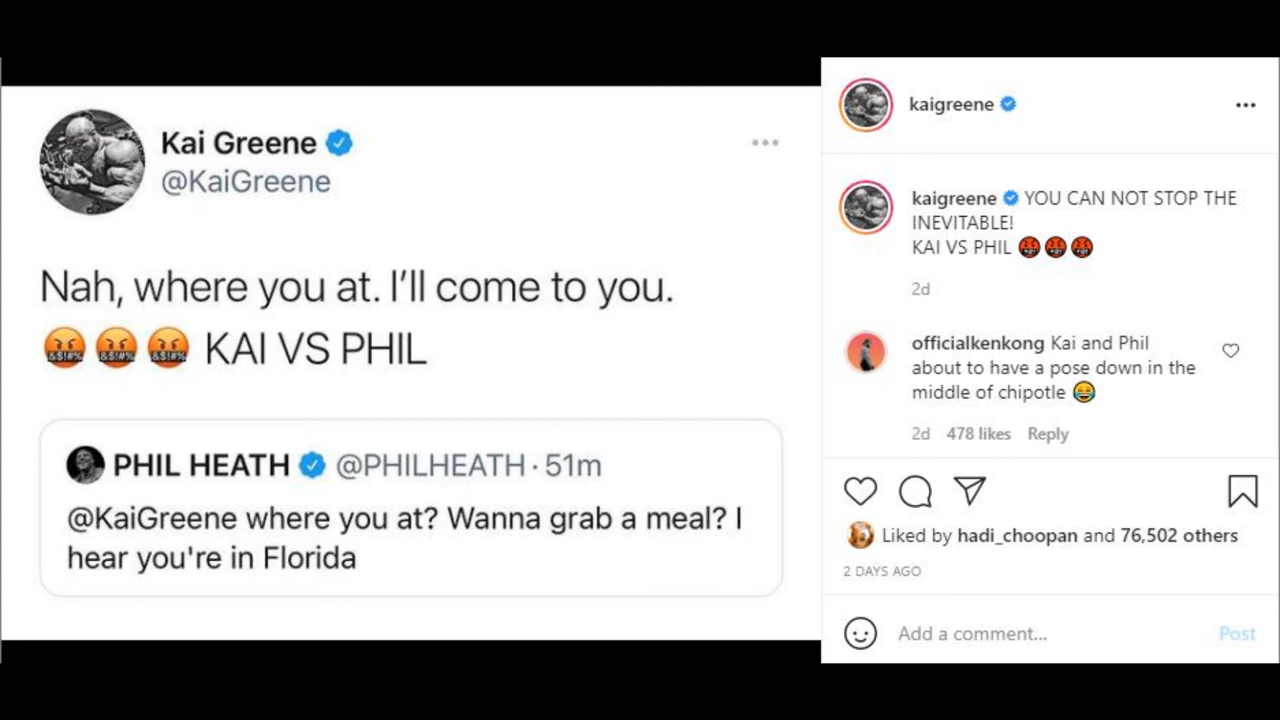 Kai Greene
@KaiGreene
Nah, where you at. I'll come to you.
🤬🤬🤬 KAI VS PHIL
PHIL HEATH @PHILHEATH · 51m
@KaiGreene where you at? Wanna grab a meal? I
hear you're in Florida
kaigreene
kaigreene YOU CAN NOT STOP THE
INEVITABLE!
KAI VS PHIL 🤬🤬🤬
2d
officialkenkong Kai and Phil
about to have a pose down in the
middle of chipotle 😂
2d 478 likes Reply
Liked by hadi_choopan and 76,502 others
2 DAYS AGO
Add a comment... Post